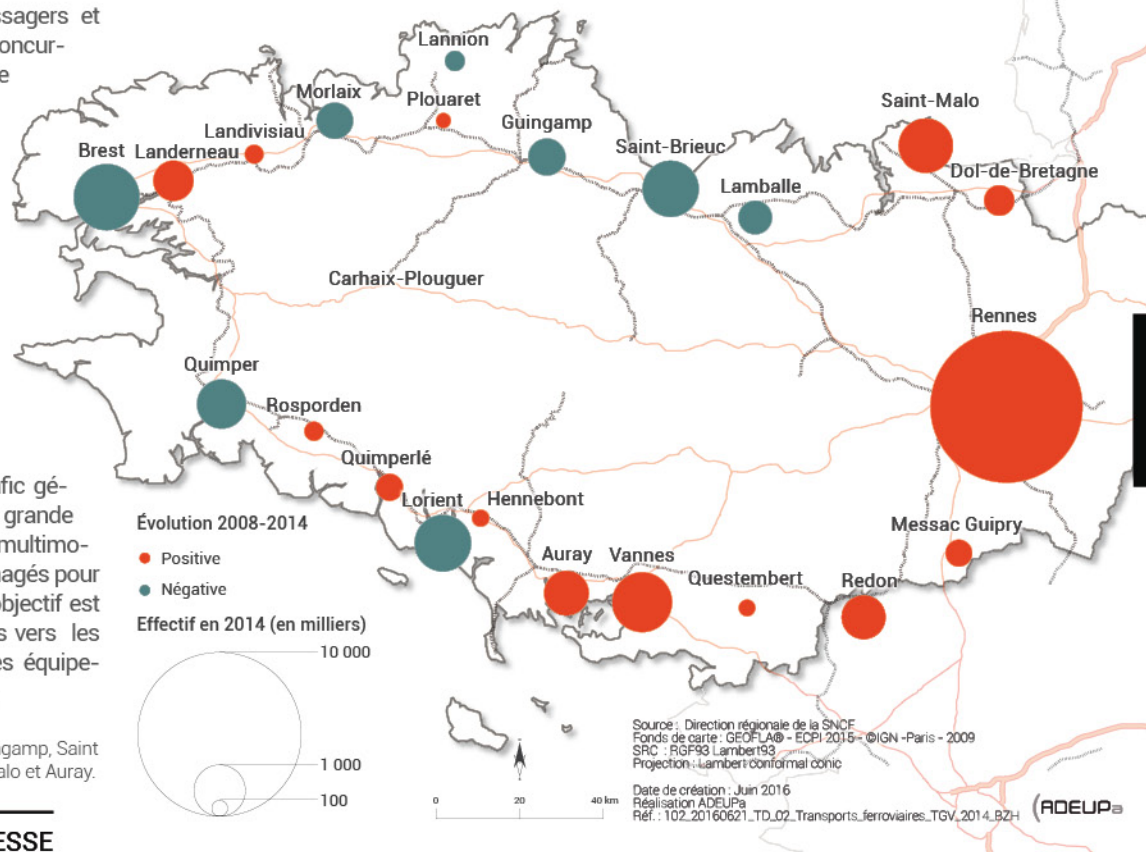 ssagers et
concur-
e
Lannion
Morlaix
Plouaret
Landivisiau
Guingamp
Saint-Malo
Brest
Landerneau
Saint-Brieuc
Lamballe
Dol-de-Bretagne
Carhaix-Plouguer
Rennes
Quimper
Rosporden
Quimperlé
Lorient
Hennebont
Auray
Vannes
Questembert
Redon
Messac Guipry
fic gé-
grande
multimo-
nagés pour
objectif est
s vers les
es équipe-
ngamp, Saint
alo et Auray.
ESSE
Évolution 2008-2014
Positive
Négative
Effectif en 2014 (en milliers)
10 000
1 000
100
0 20 40 km
Source : Direction régionale de la SNCF
Fonds de carte : GEOFLA® - ECPI 2015 - ©IGN -Paris - 2009
SRC : RGF93 Lambert93
Projection : Lambert conformal conic
Date de création : Juin 2016
Réalisation ADEUPa
Réf. : 102_20160621_TD_02_Transports_ferroviaires_TGV_2014_BZH
ADEUPa